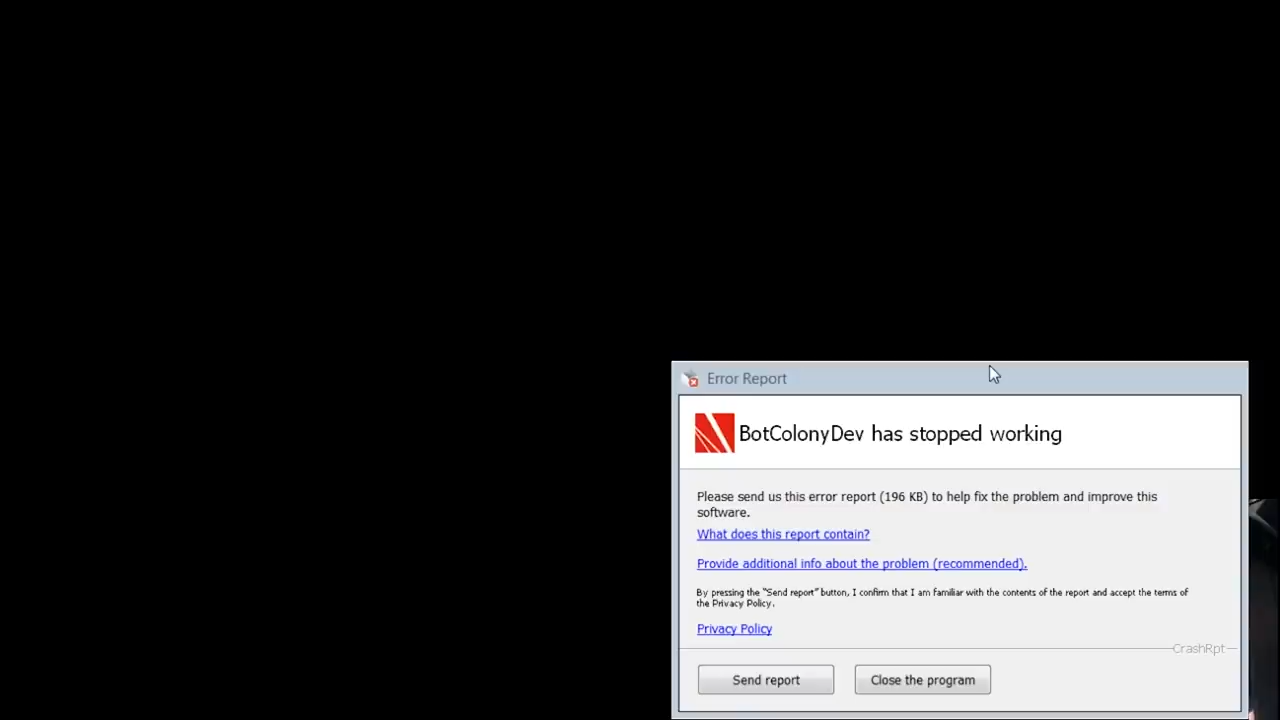 Error Report
BotColonyDev has stopped working
Please send us this error report (196 KB) to help fix the problem and improve this
software.
What does this report contain?
Provide additional info about the problem (recommended).
By pressing the "Send report" button, I confirm that I am familiar with the contents of the report and accept the terms of
the Privacy Policy.
Privacy Policy
CrashRpt
Send report
Close the program